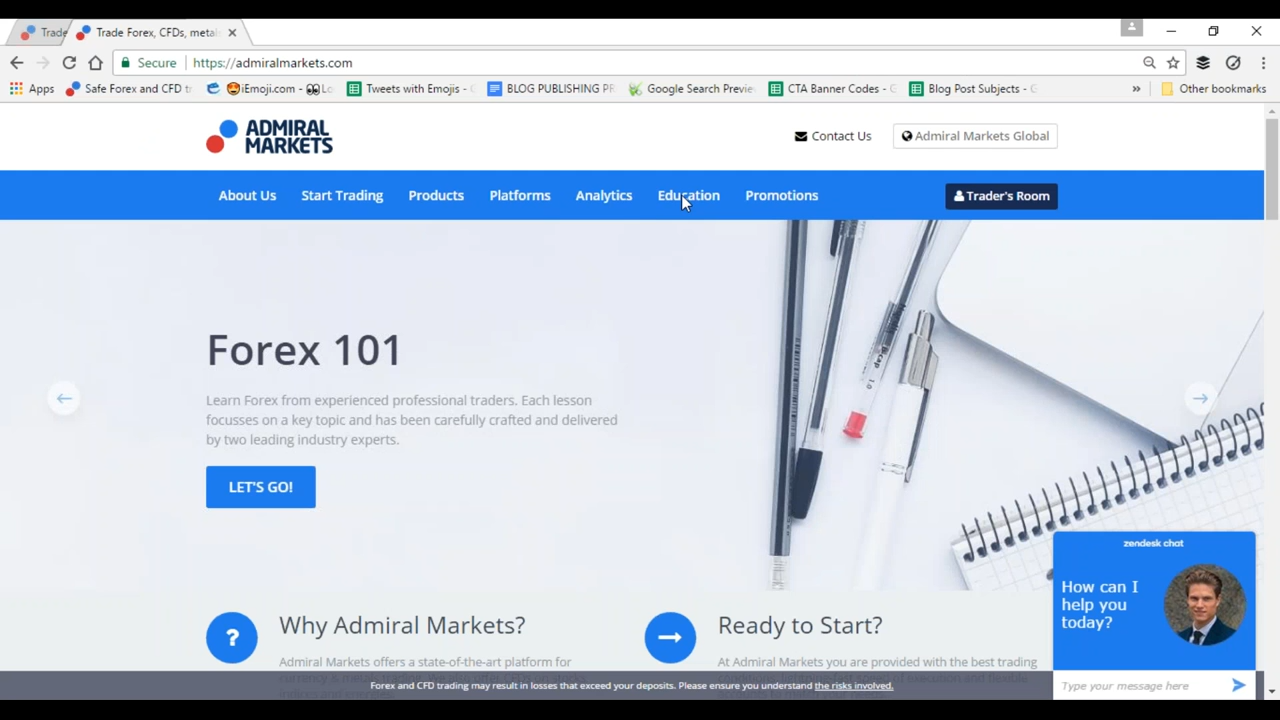 Trade
Trade Forex, CFDs, meta
Secure
https://admiralmarkets.com
Apps
Safe Forex and CFD t
iEmoji.com -
Tweets with Emojis -
BLOG PUBLISHING PR
Google Search Previe
CTA Banner Codes - G
Blog Post Subjects - G
»
Other bookmarks
ADMIRAL
MARKETS
Contact Us
Admiral Markets Global
About Us
Start Trading
Products
Platforms
Analytics
Education
Promotions
Trader's Room
Forex 101
Learn Forex from experienced professional traders. Each lesson
focusses on a key topic and has been carefully crafted and delivered
by two leading industry experts.
LET'S GO!
zendesk chat
How can I
help you
today?
Type your message here
?
Why Admiral Markets?
Admiral Markets offers a state-of-the-art platform for
Ready to Start?
At Admiral Markets you are provided with the best trading
Forex and CFD trading may result in losses that exceed your deposits. Please ensure you understand the risks involved.